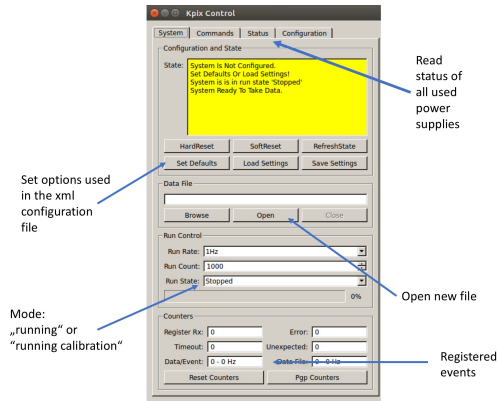 Kpix Control
System Commands Status Configuration
Configuration and State
State: System Is Not Configured.
Set Defaults Or Load Settings!
System is is in run state 'Stopped'
System Ready To Take Data.
HardReset SoftReset RefreshState
Set Defaults Load Settings Save Settings
Data File
Browse Open Close
Run Control
Run Rate: 1Hz
Run Count: 1000
Run State: Stopped
0%
Counters
Register Rx: 0 Error: 0
Timeout: 0 Unexpected: 0
Data/Event: 0 - 0 Hz Data File: 0 - 0 Hz
Reset Counters Pgp Counters
Read
status of
all used
power
supplies
Set options used
in the xml
configuration
file
Open new file
Mode:
„running“ or
“running calibration“
Registered
events